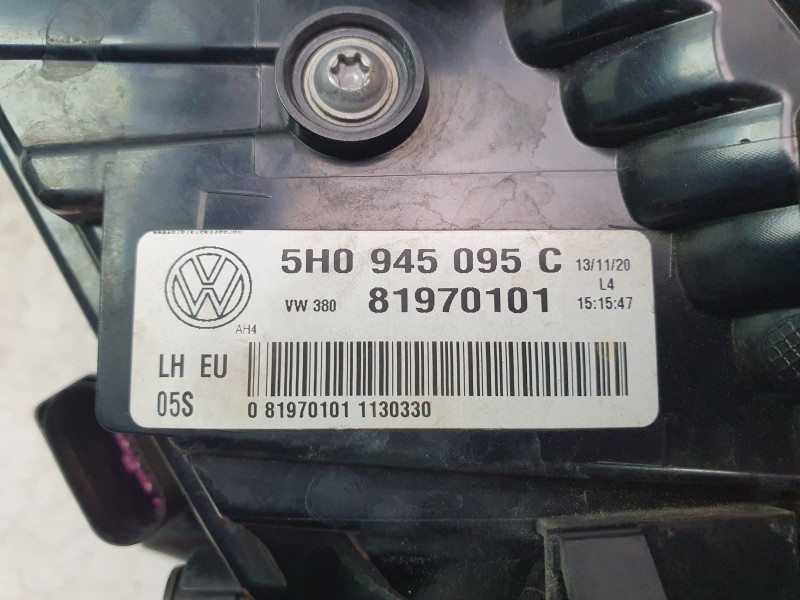 5H0 945 095 C 13/11/20
L4
VW 380 81970101 15:15:47
AH4
LH EU
05S 0 81970101 1130330